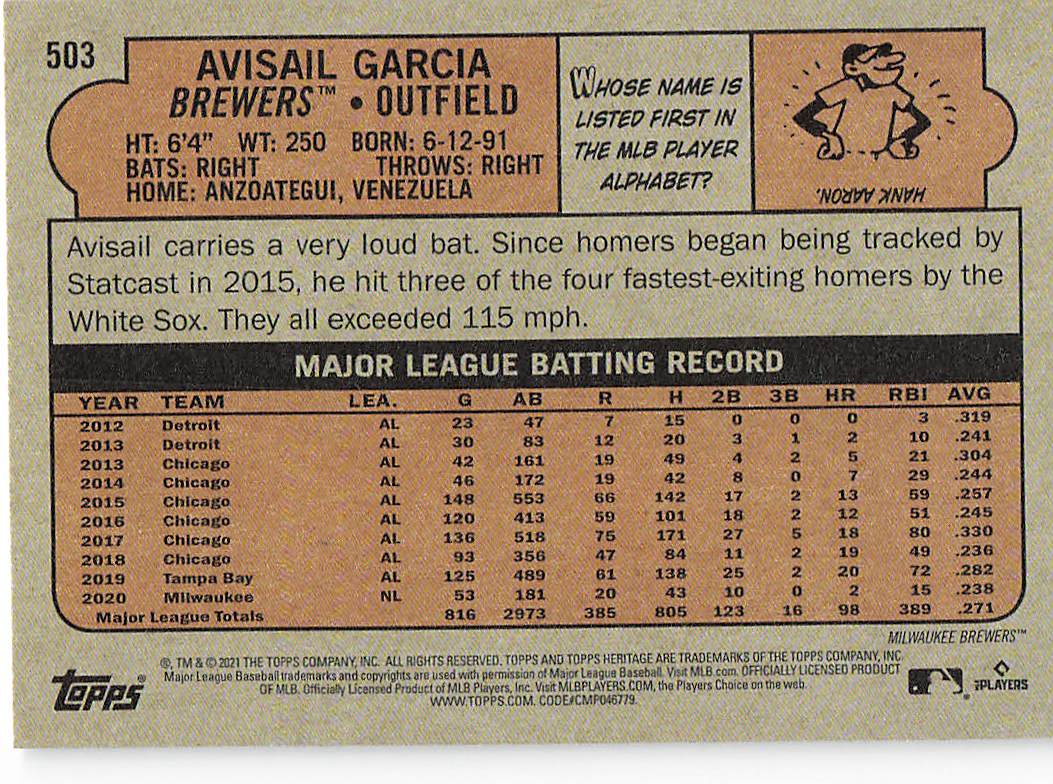 503
AVISAIL GARCIA
BREWERS™ • OUTFIELD
HT: 6'4" WT: 250 BORN: 6-12-91
BATS: RIGHT THROWS: RIGHT
HOME: ANZOATEGUI, VENEZUELA
WHOSE NAME IS
LISTED FIRST IN
THE MLB PLAYER
ALPHABET?
HANK AARON.
Avisail carries a very loud bat. Since homers began being tracked by
Statcast in 2015, he hit three of the four fastest-exiting homers by the
White Sox. They all exceeded 115 mph.
MAJOR LEAGUE BATTING RECORD
YEAR TEAM LEA. G AB R H 2B 3B HR RBI AVG
2012 Detroit AL 23 47 7 15 0 0 0 3 .319
2013 Detroit AL 30 83 12 20 3 1 2 10 .241
2013 Chicago AL 42 161 19 49 4 2 5 21 .304
2014 Chicago AL 46 172 19 42 8 0 7 29 .244
2015 Chicago AL 148 553 66 142 17 2 13 59 .257
2016 Chicago AL 120 413 59 101 18 2 12 51 .245
2017 Chicago AL 136 518 75 171 27 5 18 80 .330
2018 Chicago AL 93 356 47 84 11 2 19 49 .236
2019 Tampa Bay AL 125 489 61 138 25 2 20 72 .282
2020 Milwaukee NL 53 181 20 43 10 0 2 15 .238
Major League Totals 816 2973 385 805 123 16 98 389 .271
MILWAUKEE BREWERS™
®, TM & © 2021 THE TOPPS COMPANY, INC. ALL RIGHTS RESERVED. TOPPS AND TOPPS HERITAGE ARE TRADEMARKS OF THE TOPPS COMPANY, INC.
Major League Baseball trademarks and copyrights are used with permission of Major League Baseball. Visit MLB.com. OFFICIALLY LICENSED PRODUCT
OF MLB. Officially Licensed Product of MLB Players, Inc. Visit MLBPLAYERS.COM, the Players Choice on the web.
WWW.TOPPS.COM. CODE#CMP046779.
TOPPS®
PLAYERS